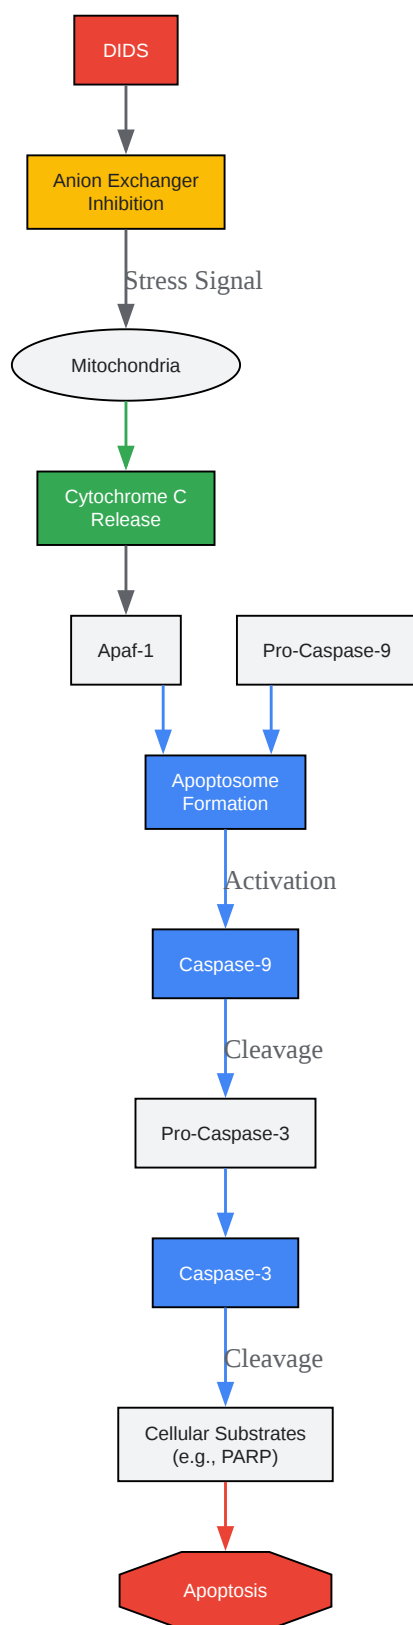 DIDS
Anion Exchanger
Inhibition
Stress Signal
Mitochondria
Cytochrome C
Release
Apaf-1
Pro-Caspase-9
Apoptosome
Formation
Activation
Caspase-9
Cleavage
Pro-Caspase-3
Caspase-3
Cleavage
Cellular Substrates
(e.g., PARP)
Apoptosis